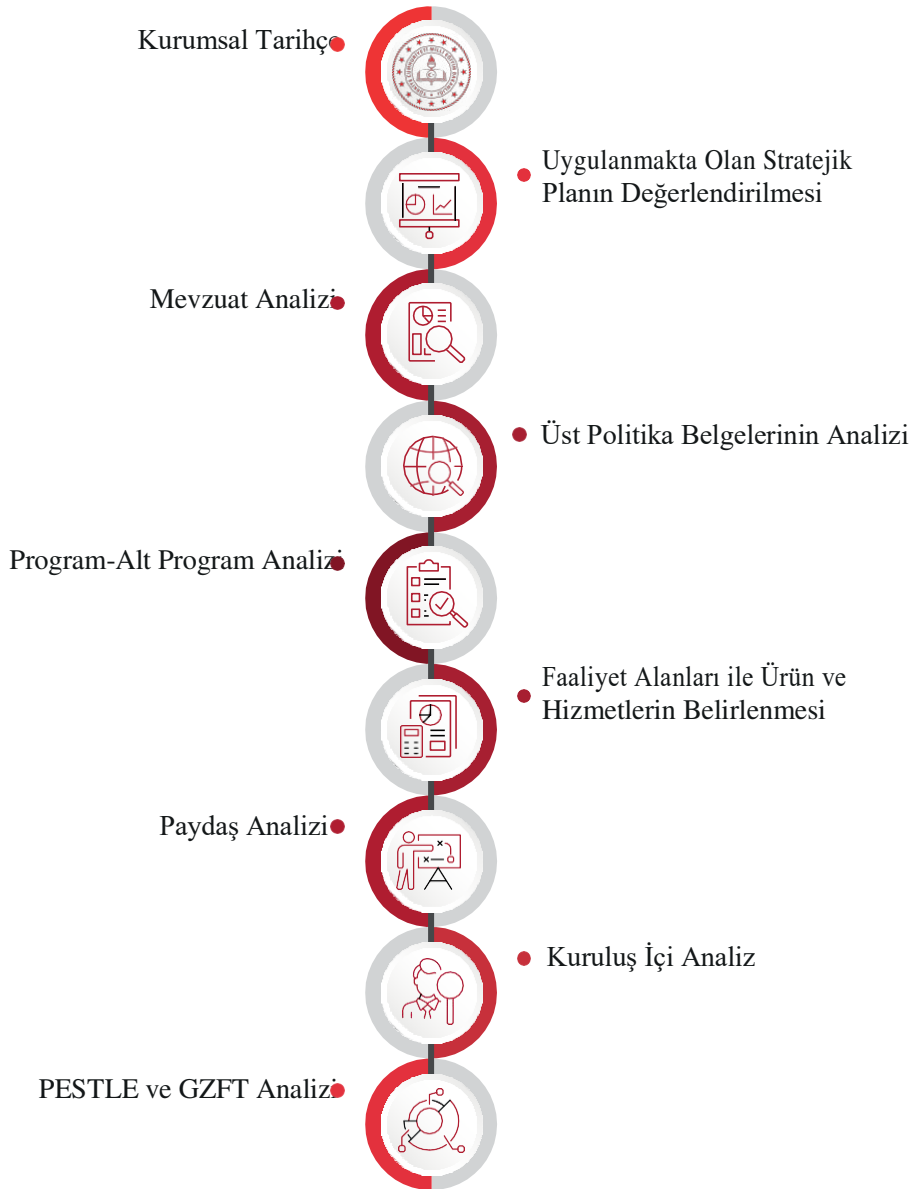 Kurumsal Tarihçe
Uygulanmakta Olan Stratejik
Planın Değerlendirilmesi
Mevzuat Analizi
Üst Politika Belgelerinin Analizi
Program-Alt Program Analizi
Faaliyet Alanları ile Ürün ve
Hizmetlerin Belirlenmesi
Paydaş Analizi
Kuruluş İçi Analiz
PESTLE ve GZFT Analizi